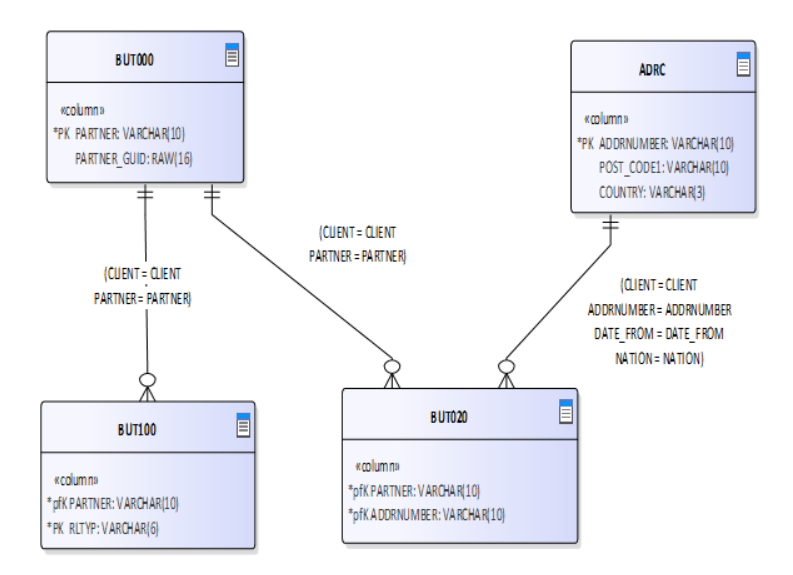 BUT000
«column»
*PK PARTNER: VARCHAR(10)
PARTNER_GUID: RAW(16)
ADRC
«column»
*PK ADDRNUMBER: VARCHAR(10)
POST_CODE1: VARCHAR(10)
COUNTRY: VARCHAR(3)
(CLIENT = CLIENT
PARTNER = PARTNER)
(CLIENT = CLIENT
PARTNER = PARTNER)
(CLIENT = CLIENT
ADDRNUMBER = ADDRNUMBER
DATE_FROM = DATE_FROM
NATION = NATION)
BUT100
«column»
*pfK PARTNER: VARCHAR(10)
*PK RLTYP: VARCHAR(6)
BUT020
«column»
*pfK PARTNER: VARCHAR(10)
*pfK ADDRNUMBER: VARCHAR(10)